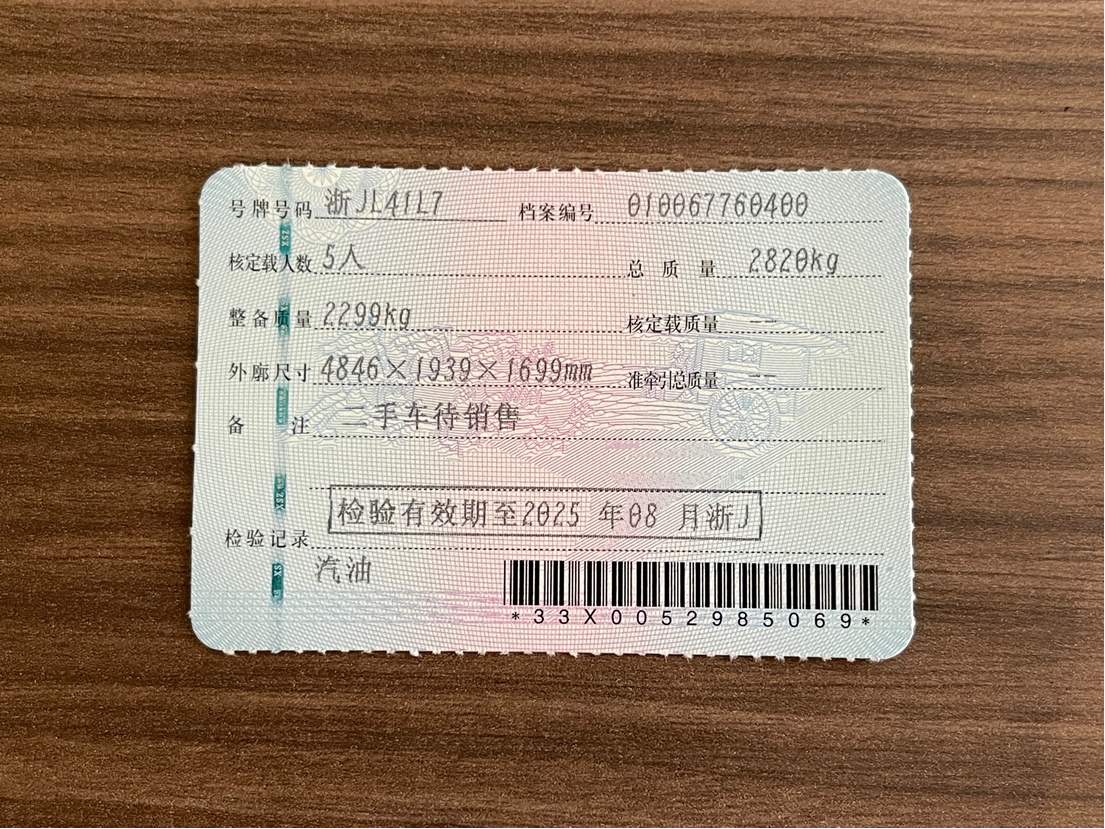 号牌号码 浙JL41L7 档案编号 010067760400
核定载人数 5人 总质量 2820kg
整备质量 2299kg 核定载质量 --
外廓尺寸 4846×1939×1699mm 准牵引总质量 --
备注 二手车待销售
检验记录 检验有效期至2025 年08 月浙J
汽油
*33X0052985069*